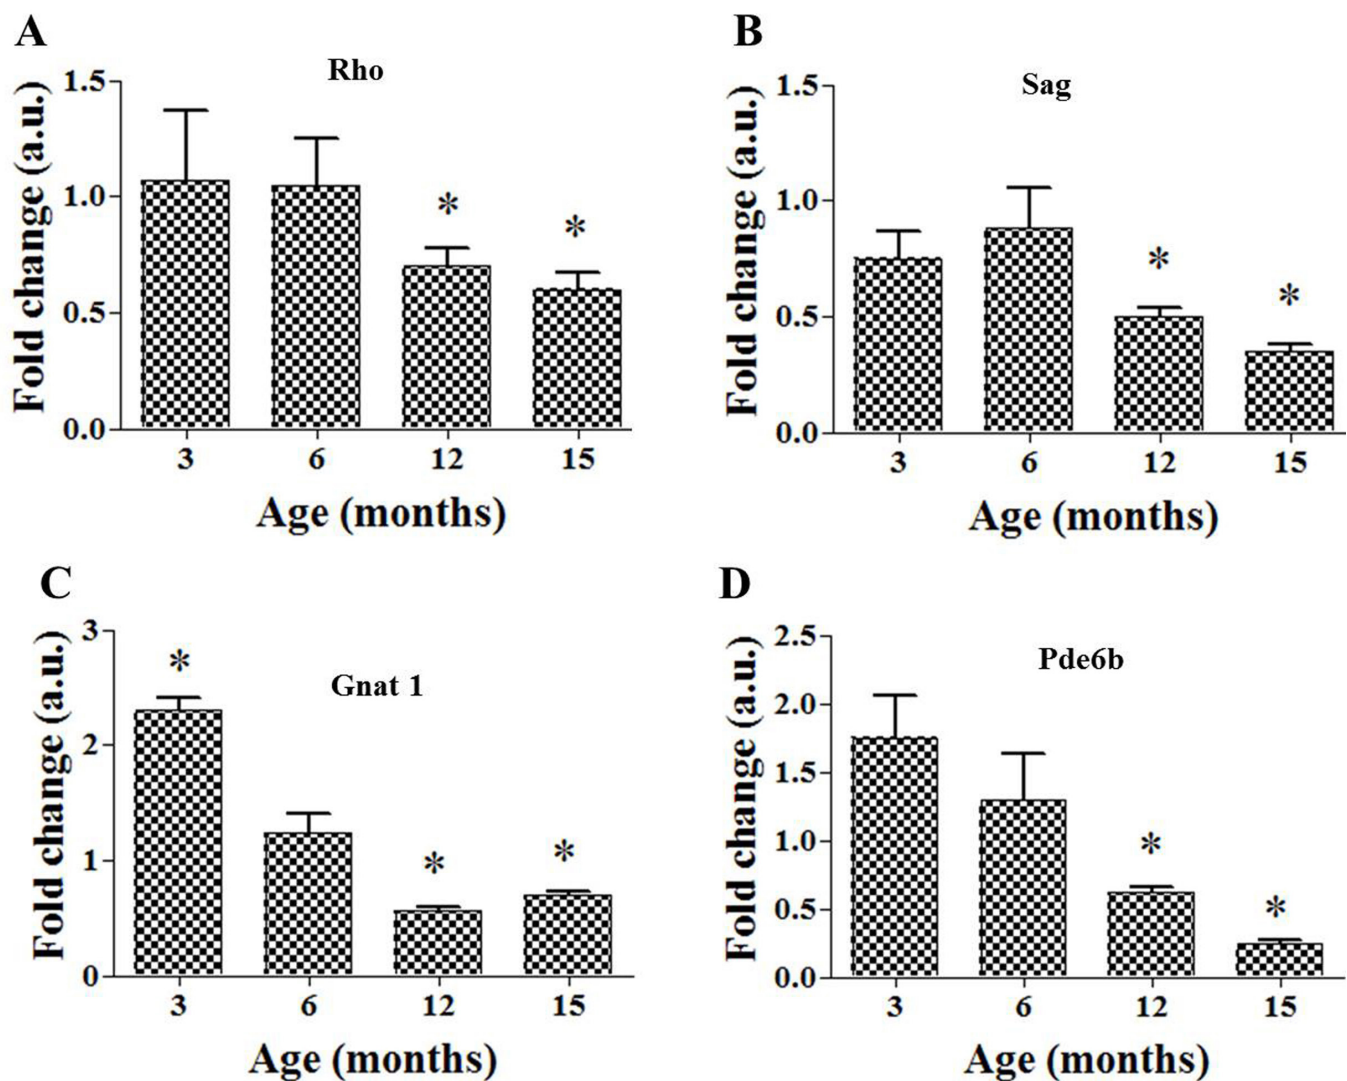 A
Rho
Fold change (a.u.)
1.5
1.0
0.5
0.0
*
*
3 6 12 15
Age (months)
B
Sag
Fold change (a.u.)
1.5
1.0
0.5
0.0
*
*
3 6 12 15
Age (months)
C
Gnat 1
Fold change (a.u.)
3
2
1
0
*
*
*
3 6 12 15
Age (months)
D
Pde6b
Fold change (a.u.)
2.5
2.0
1.5
1.0
0.5
0.0
*
*
3 6 12 15
Age (months)